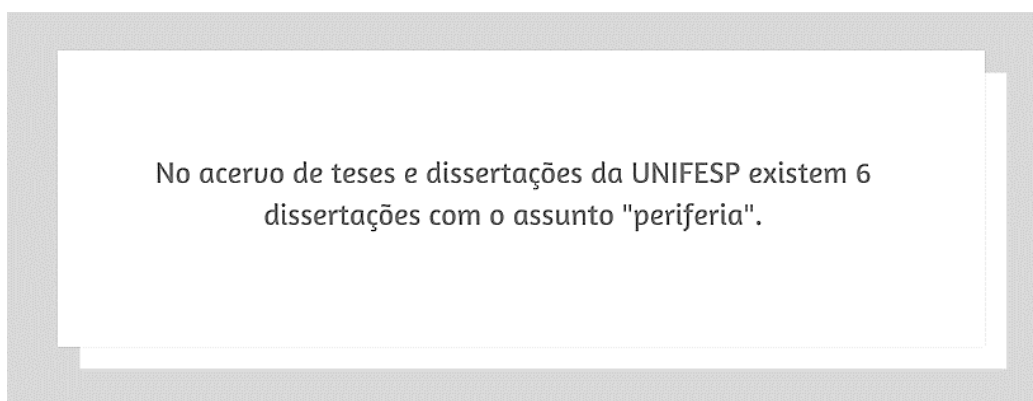 No acervo de teses e dissertações da UNIFESP existem 6
dissertações com o assunto "periferia".